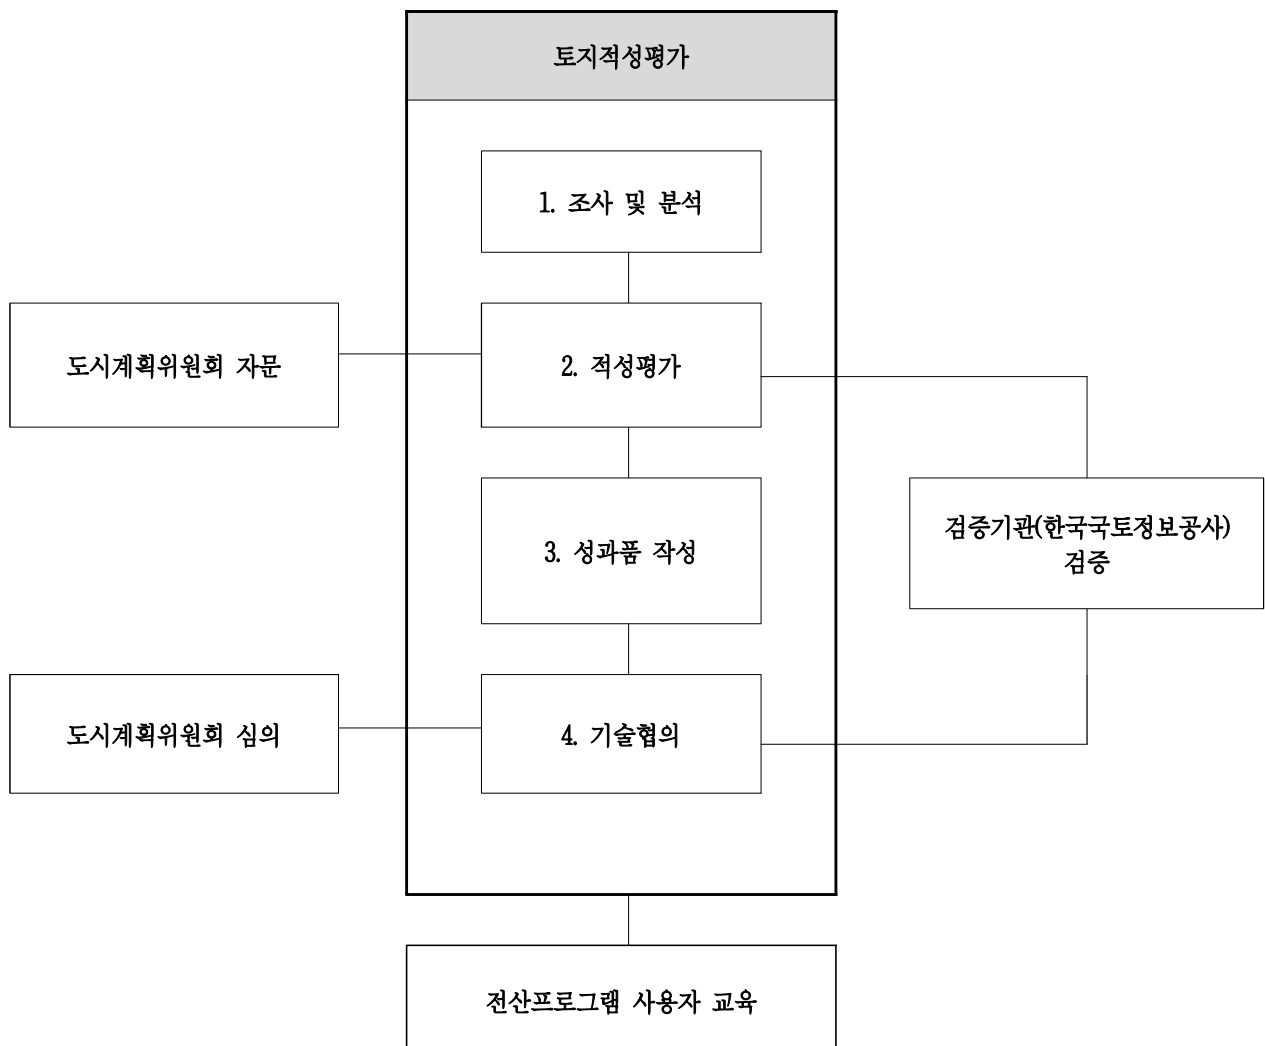 토지적성평가
1. 조사 및 분석
도시계획위원회 자문
2. 적성평가
3. 성과품 작성
검증기관(한국국토정보공사)
검증
도시계획위원회 심의
4. 기술협의
전산프로그램 사용자 교육